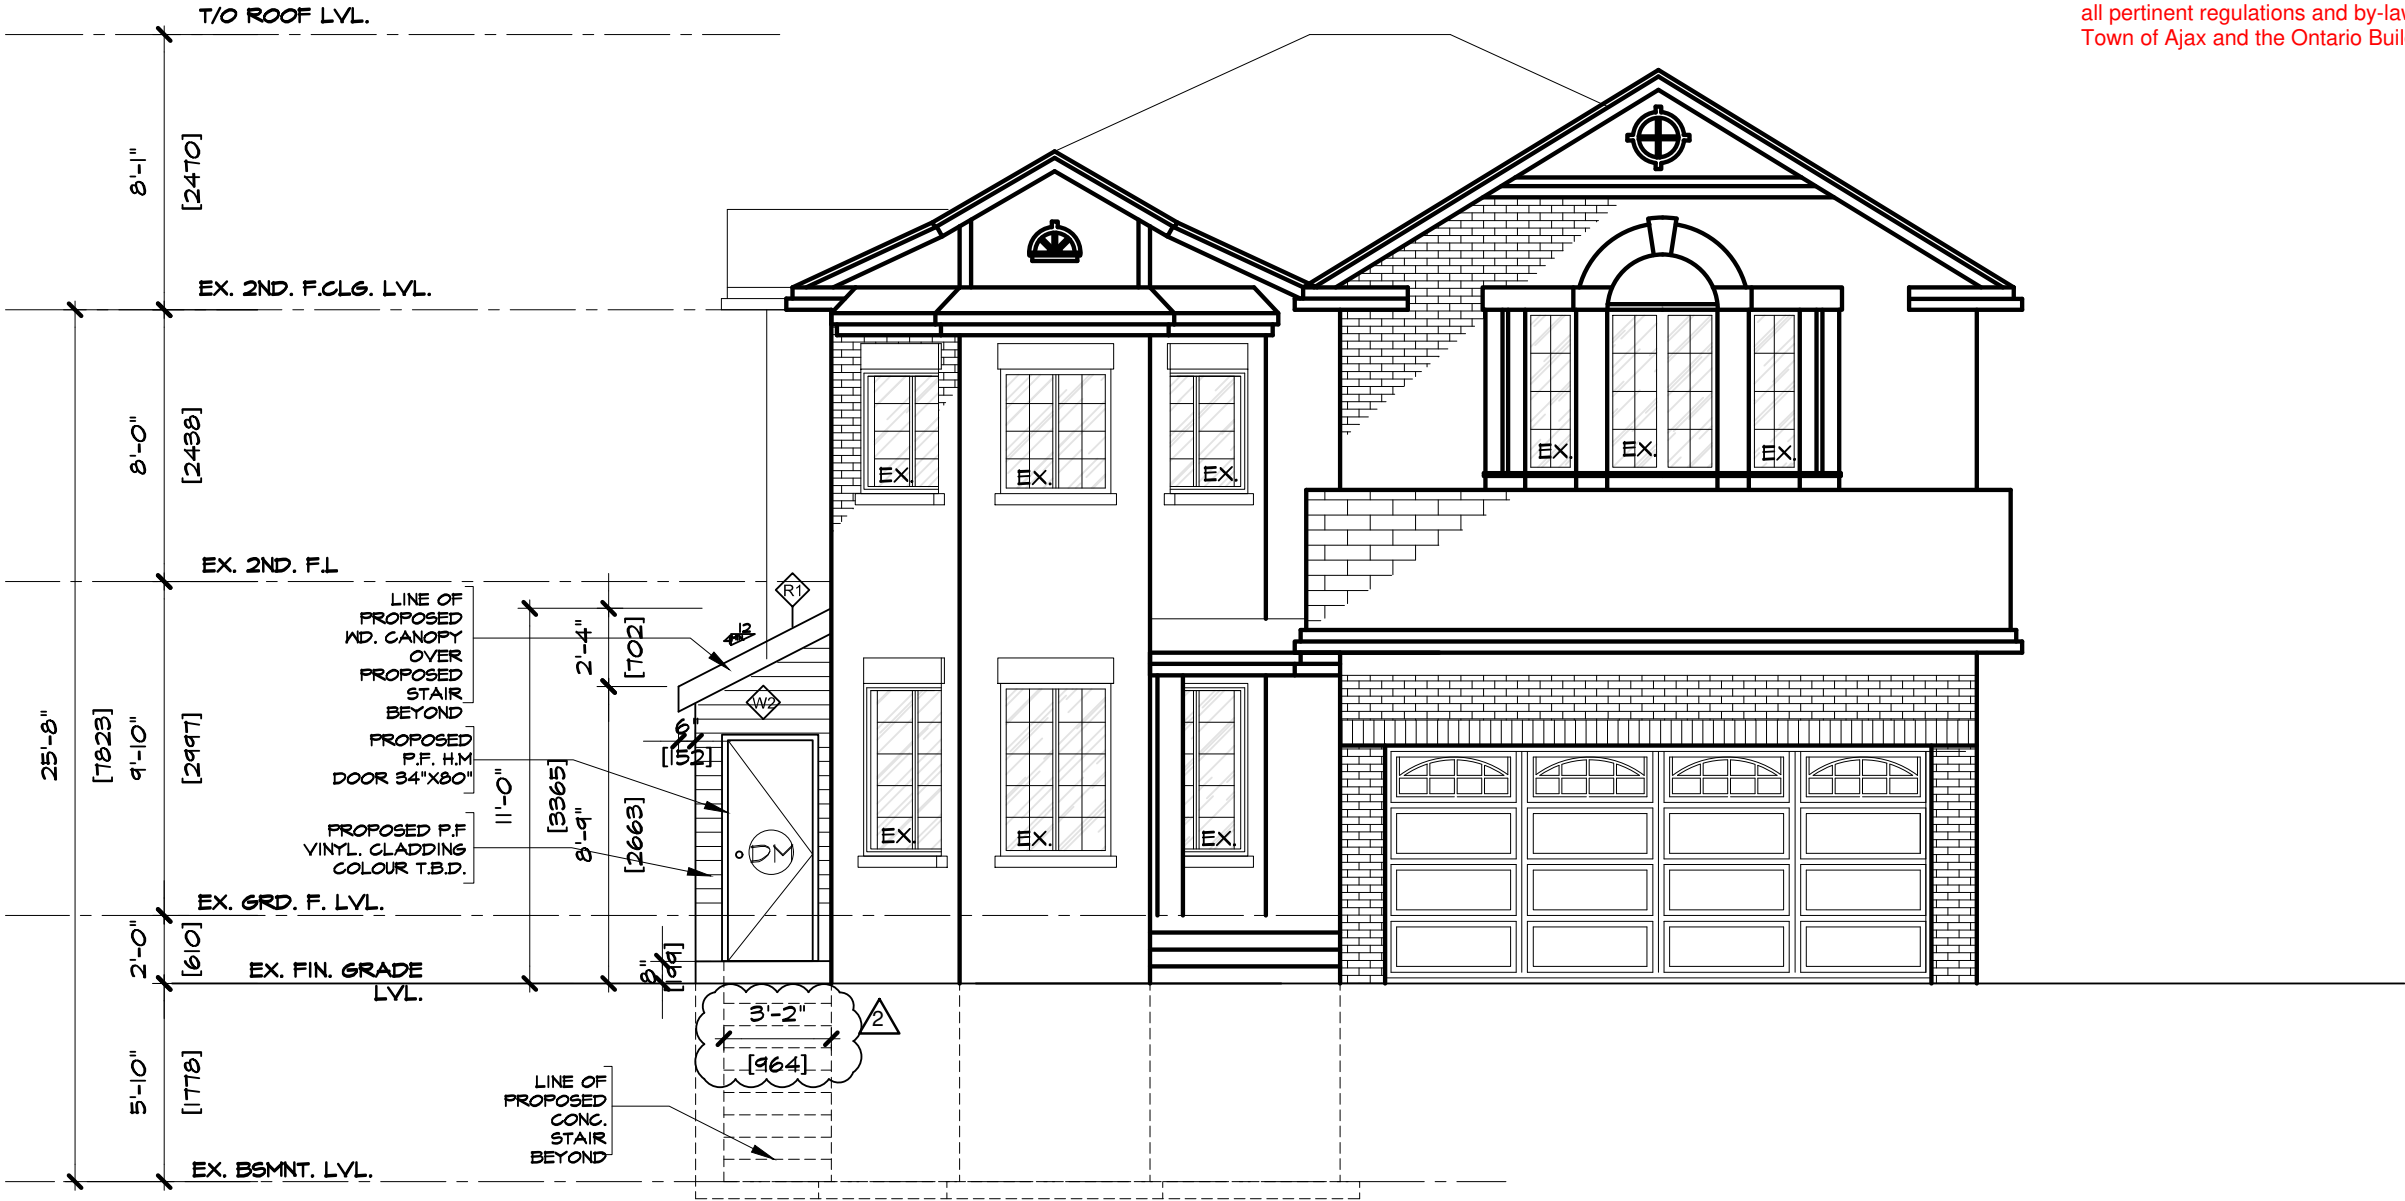 T/O ROOF LVL.
all pertinent regulations and by-la
Town of Ajax and the Ontario Buil
8'-1"
[2470]
EX. 2ND. F.CLG. LVL.
8'-0"
[2438]
EX. EX. EX. EX. EX. EX.
EX. 2ND. F.L
LINE OF
PROPOSED
WD. CANOPY
OVER
PROPOSED
STAIR
BEYOND
R1
12
2'-4"
[702]
W2
25'-8"
[7823]
9'-10"
[2997]
PROPOSED
P.F. H.M
DOOR 34"X80"
6"
[152]
11'-0"
[3365]
8'-9"
[2663]
PROPOSED P.F
VINYL. CLADDING
COLOUR T.B.D.
DM
EX. EX. EX.
EX. GRD. F. LVL.
2'-0"
[610]
EX. FIN. GRADE
LVL.
8"
[199]
3'-2"
[964]
2
5'-10"
[1778]
LINE OF
PROPOSED
CONC.
STAIR
BEYOND
EX. BSMNT. LVL.